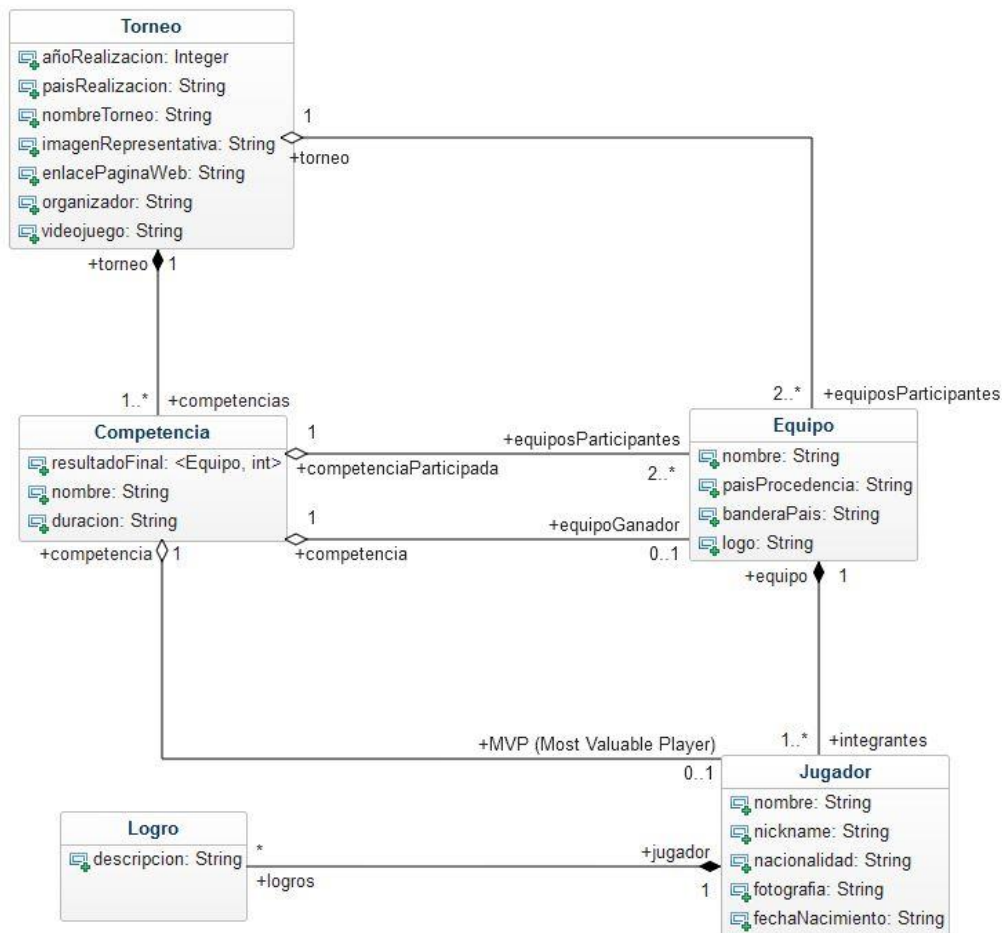 Torneo
añoRealizacion: Integer
paisRealizacion: String
nombreTorneo: String
imagenRepresentativa: String
enlacePaginaWeb: String
organizador: String
videojuego: String
1
+torneo
+torneo 1
1..* +competencias
2..* +equiposParticipantes
Competencia
resultadoFinal: <Equipo, int>
nombre: String
duracion: String
1
+competenciaParticipada
+equiposParticipantes
2..*
1
+competencia
+equipoGanador
0..1
Equipo
nombre: String
paisProcedencia: String
banderaPais: String
logo: String
+competencia 1
+equipo 1
+MVP (Most Valuable Player)
0..1
1..* +integrantes
Jugador
nombre: String
nickname: String
nacionalidad: String
fotografia: String
fechaNacimiento: String
Logro
descripcion: String
*
+logros
+jugador
1